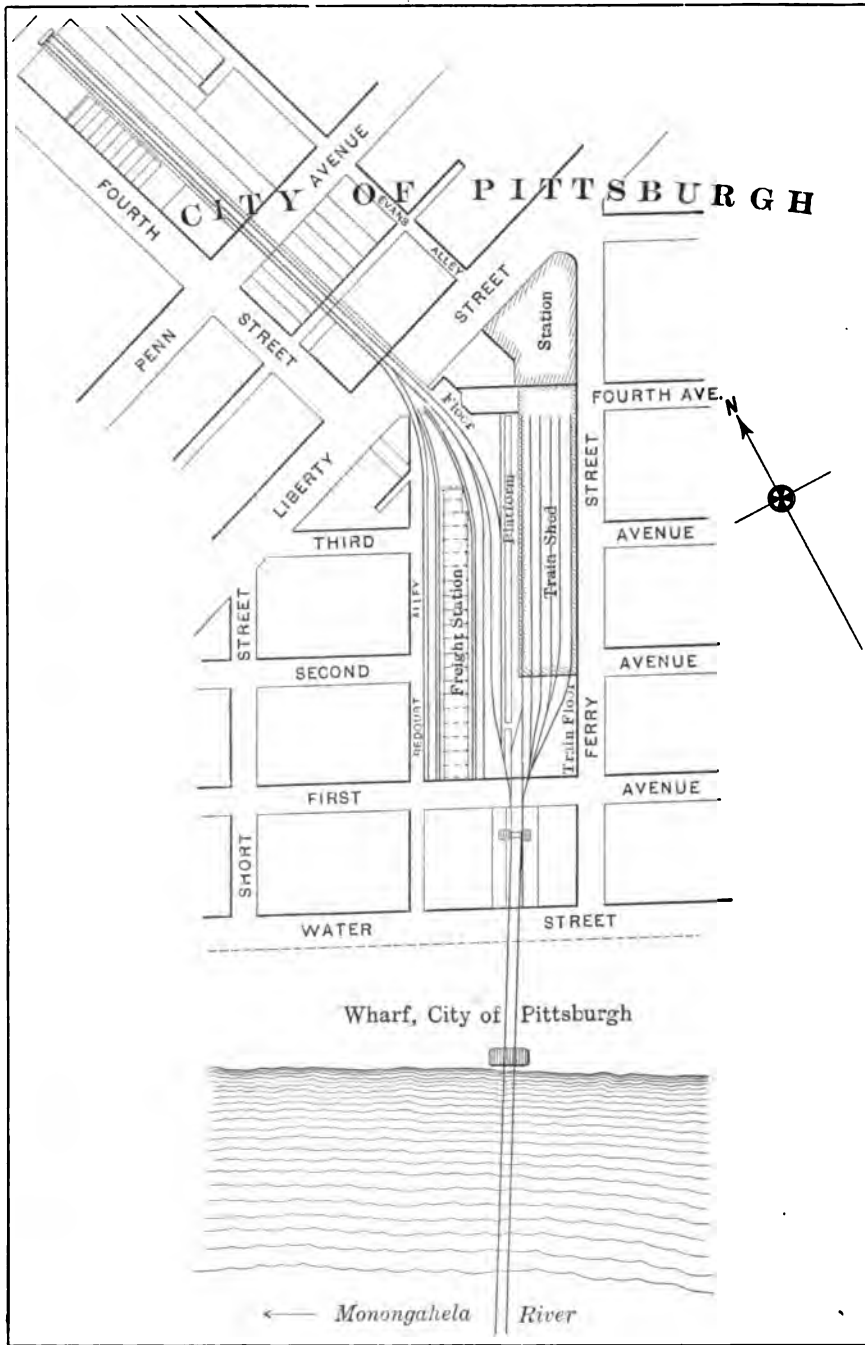 CITY OF PITTSBURGH
AVENUE
FOURTH
EVANS
ALLEY
STREET
STREET
PENN
Station
FOURTH AVE.
N
Floor
STREET
LIBERTY
Platform
Train Shed
THIRD
AVENUE
ALLEY
Freight Station
STREET
SECOND
AVENUE
REDOUBT
Train Floor
FERRY
FIRST
AVENUE
SHORT
WATER
STREET
Wharf, City of Pittsburgh
Monongahela River